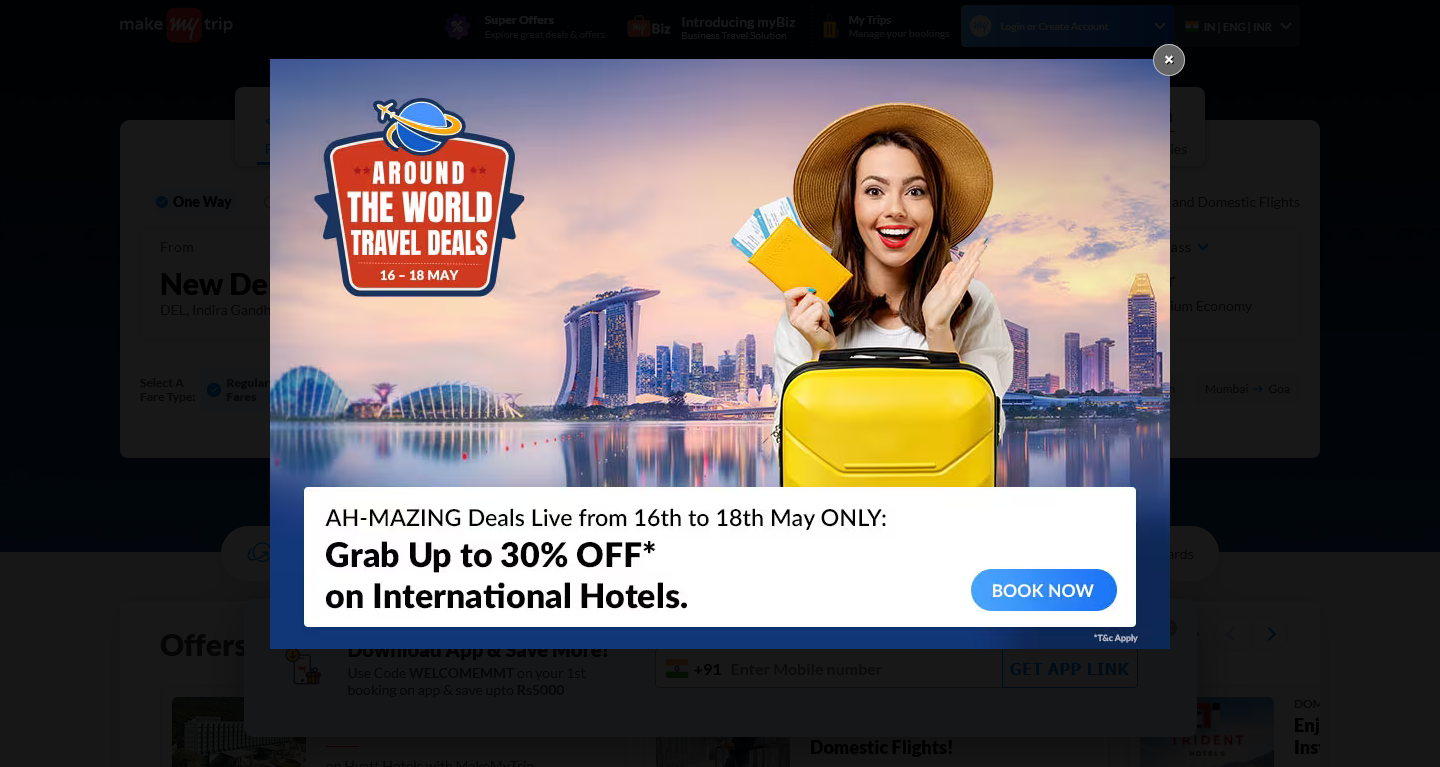 make my trip
Super Offers
Explore great deals & offers
Biz
Introducing myBiz
Business Travel Solution
My Trips
Manage your bookings
Login or Create Account
IN | ENG | INR
AROUND
THE WORLD
TRAVEL DEALS
16 – 18 MAY
One Way
and Domestic Flights
From
New De
DEL, Indira Gandh
Economy
Select A
Fare Type:
Regular
Fares
Mumbai → Goa
AH-MAZING Deals Live from 16th to 18th May ONLY:
Grab Up to 30% OFF*
on International Hotels.
BOOK NOW
*T&c Apply
Offers
Download App & Save More!
Use Code WELCOMEMMT on your 1st
booking on app & save upto Rs5000
+91 Enter Mobile number
GET APP LINK
on Hyatt Hotels with MakeMyTrip
Domestic Flights!
TRIDENT
HOTELS
DOM
Enj
Ins